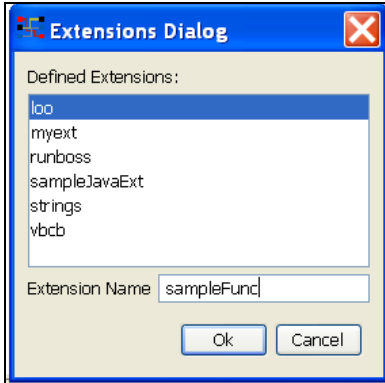 Extensions Dialog
Defined Extensions:
loo
myext
runboss
sampleJavaExt
strings
vbcb
Extension Name sampleFunc
Ok Cancel